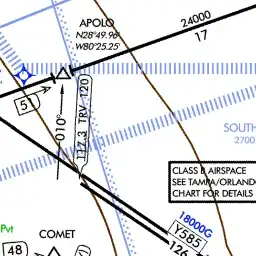 APOLO
N28°49.96'
W80°25.25'
24000
17
51
010°
117.3 TRV 120
SOUTH
2700
CLASS B AIRSPACE
SEE TAMPA/ORLANDO
CHART FOR DETAILS
18000G
Y585
126
Pvt
48
COMET